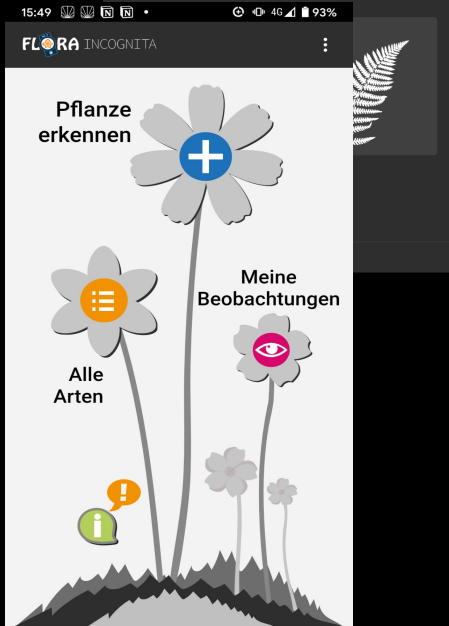 15:49 4G 93%
FLORA INCOGNITA
Pflanze
erkennen
Meine
Beobachtungen
Alle
Arten